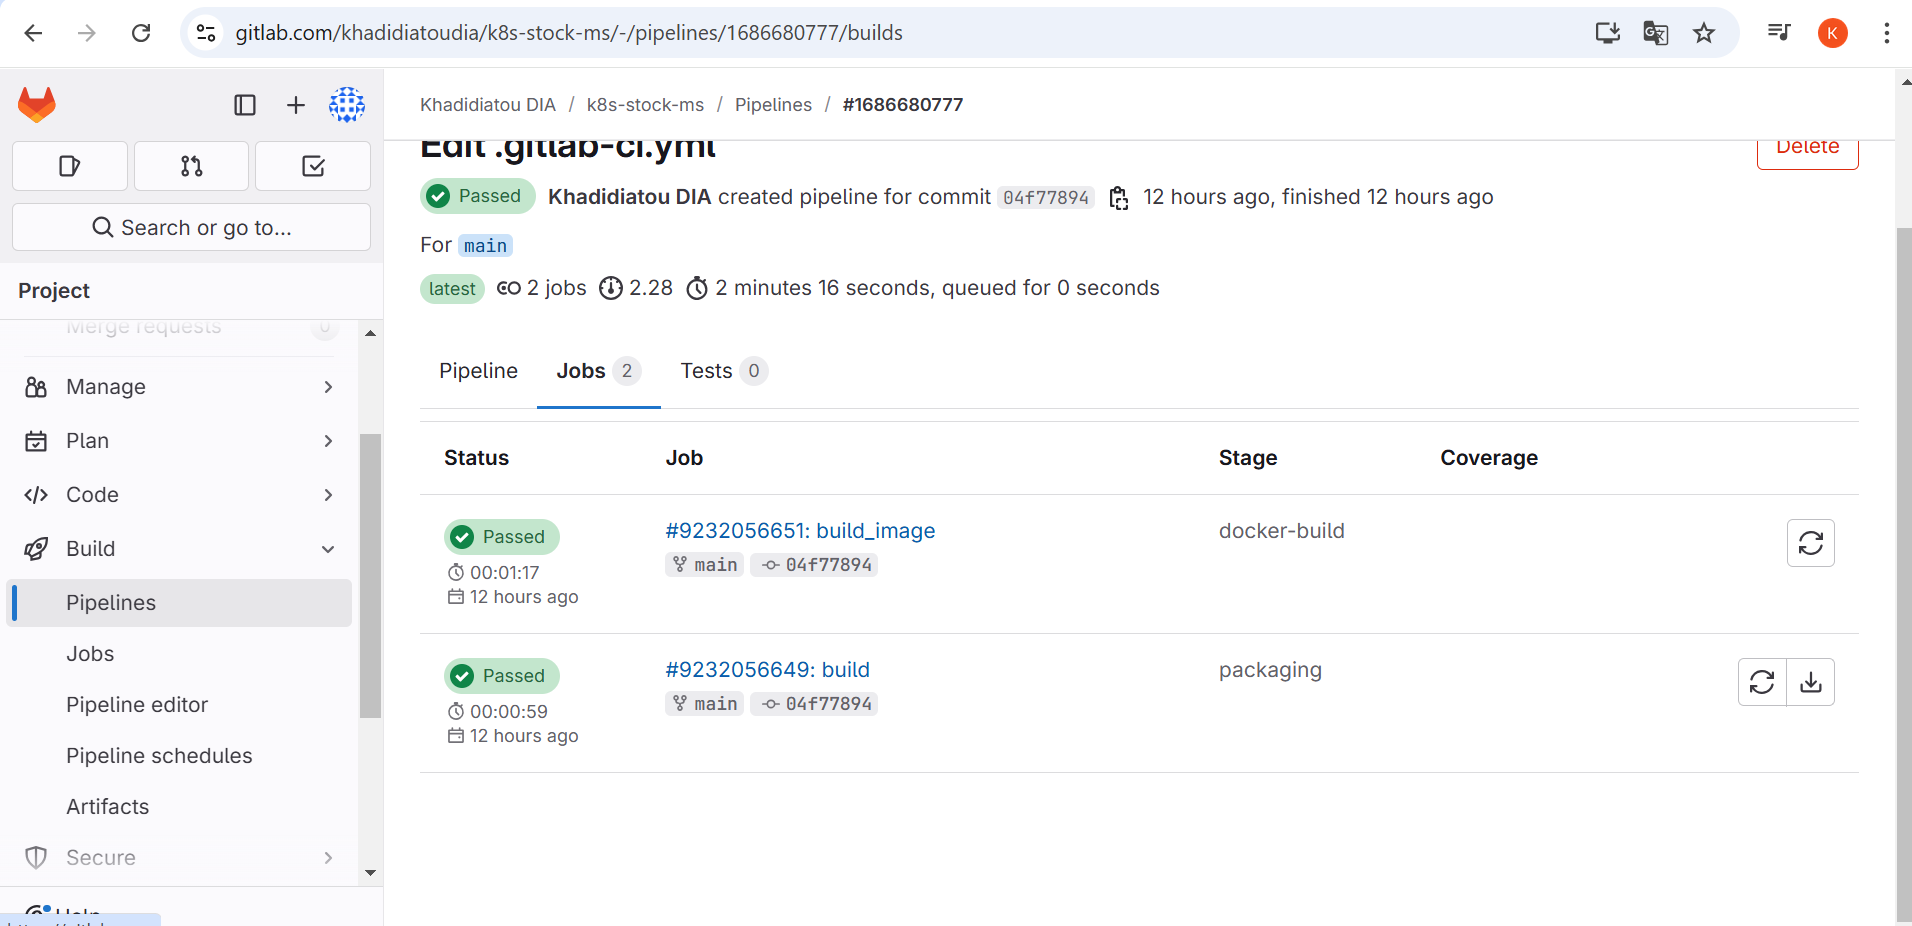 gitlab.com/khadidiatoudia/k8s-stock-ms/-/pipelines/1686680777/builds
K
Khadidiatou DIA / k8s-stock-ms / Pipelines / #1686680777
Search or go to...
Project
Merge requests 0
Manage
Plan
Code
Build
Pipelines
Jobs
Pipeline editor
Pipeline schedules
Artifacts
Secure
Help
Edit .gitlab-ci.yml
Delete
Passed Khadidiatou DIA created pipeline for commit 04f77894 12 hours ago, finished 12 hours ago
For main
latest 2 jobs 2.28 2 minutes 16 seconds, queued for 0 seconds
Pipeline Jobs 2 Tests 0
Status Job Stage Coverage
Passed #9232056651: build_image docker-build
main 04f77894
00:01:17
12 hours ago
Passed #9232056649: build packaging
main 04f77894
00:00:59
12 hours ago